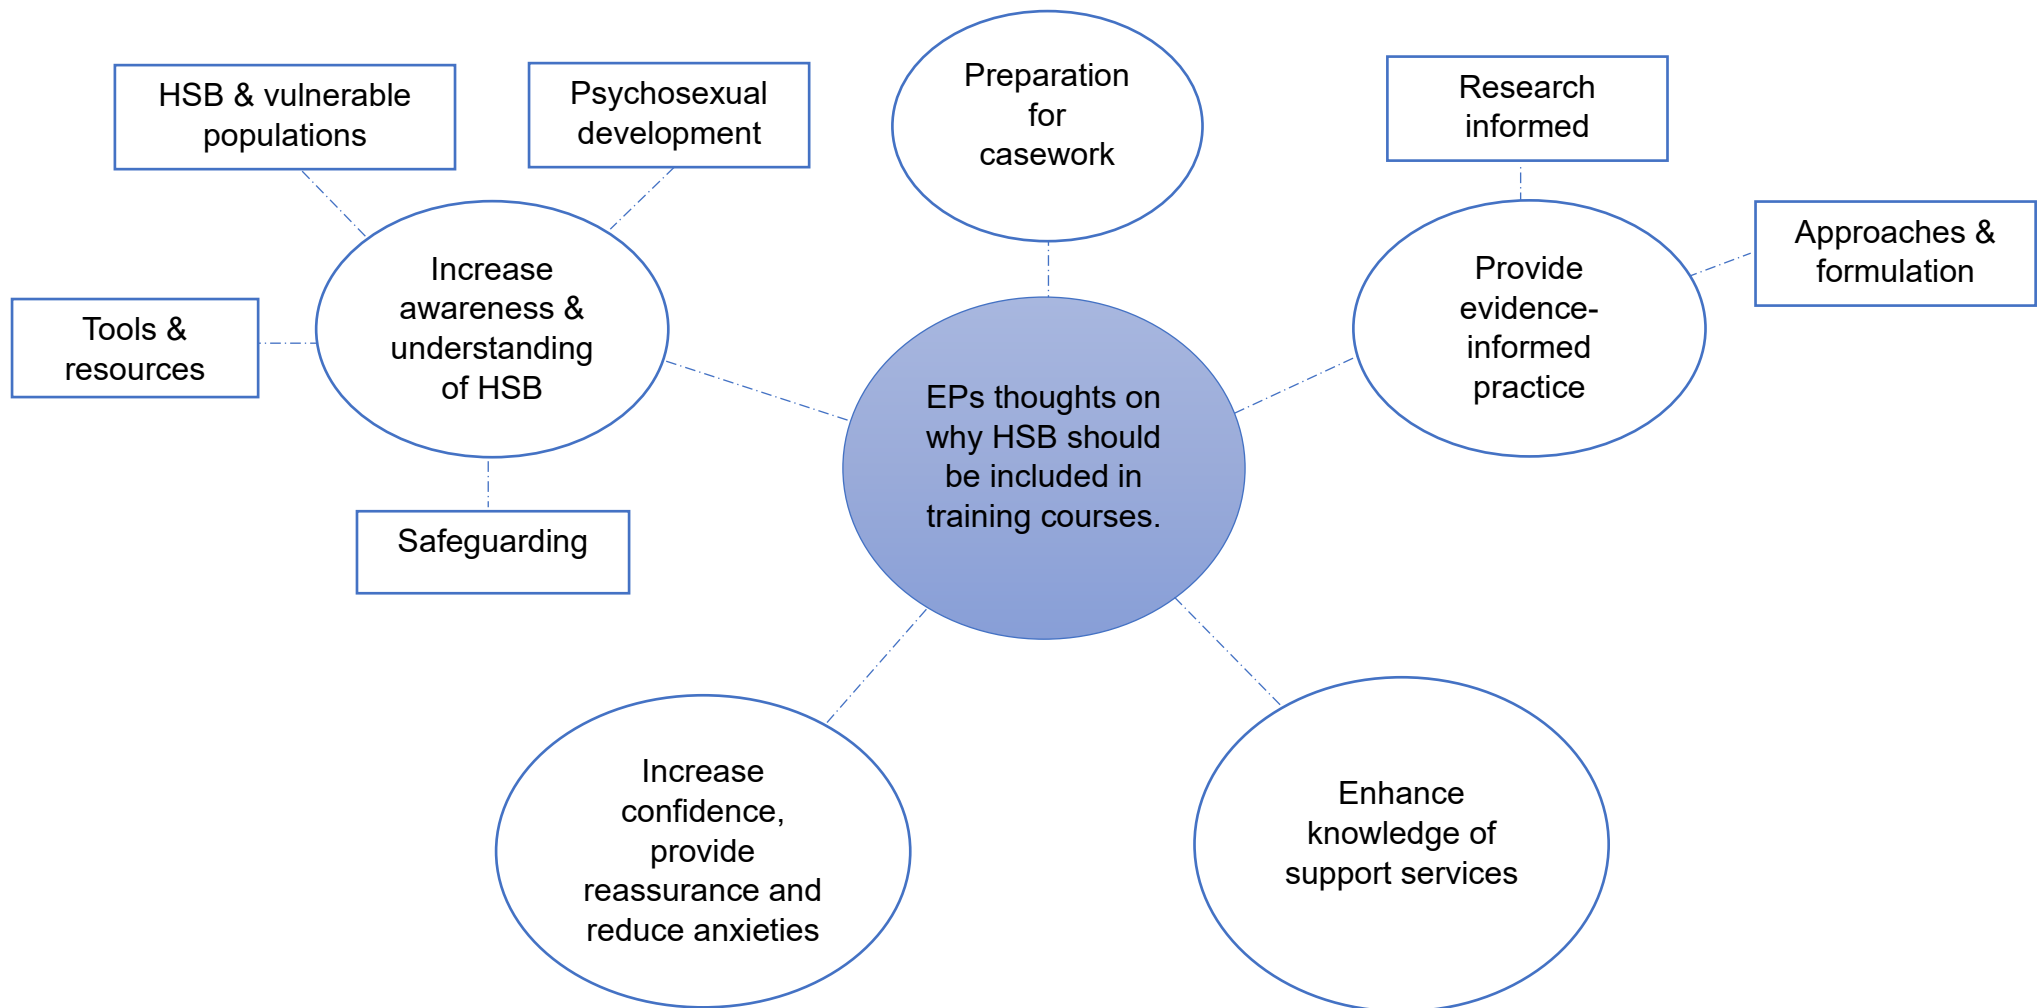 HSB & vulnerable
populations
Psychosexual
development
Preparation
for
casework
Research
informed
Approaches &
formulation
Increase
awareness &
understanding
of HSB
Provide
evidence-
informed
practice
Tools &
resources
EPs thoughts on
why HSB should
be included in
training courses.
Safeguarding
Increase
confidence,
provide
reassurance and
reduce anxieties
Enhance
knowledge of
support services